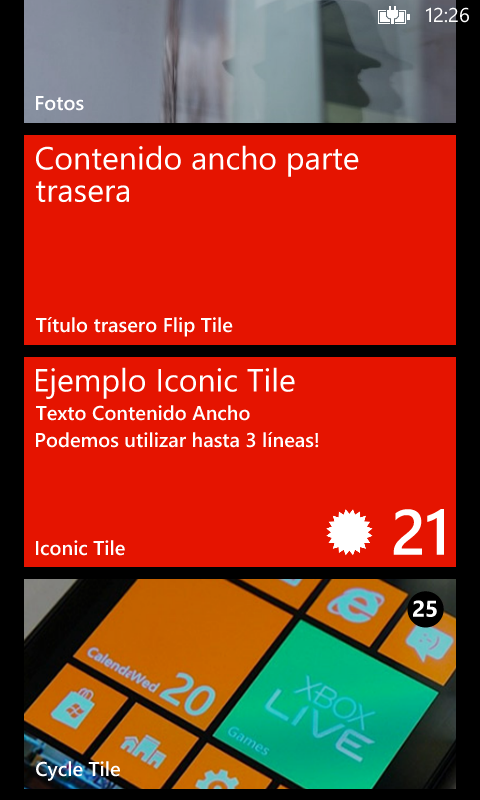 12:26
Fotos
Contenido ancho parte
trasera
Título trasero Flip Tile
Ejemplo Iconic Tile
Texto Contenido Ancho
Podemos utilizar hasta 3 líneas!
Iconic Tile
21
25
Calendar
Wed
20
XBOX
LIVE
Games
Cycle Tile